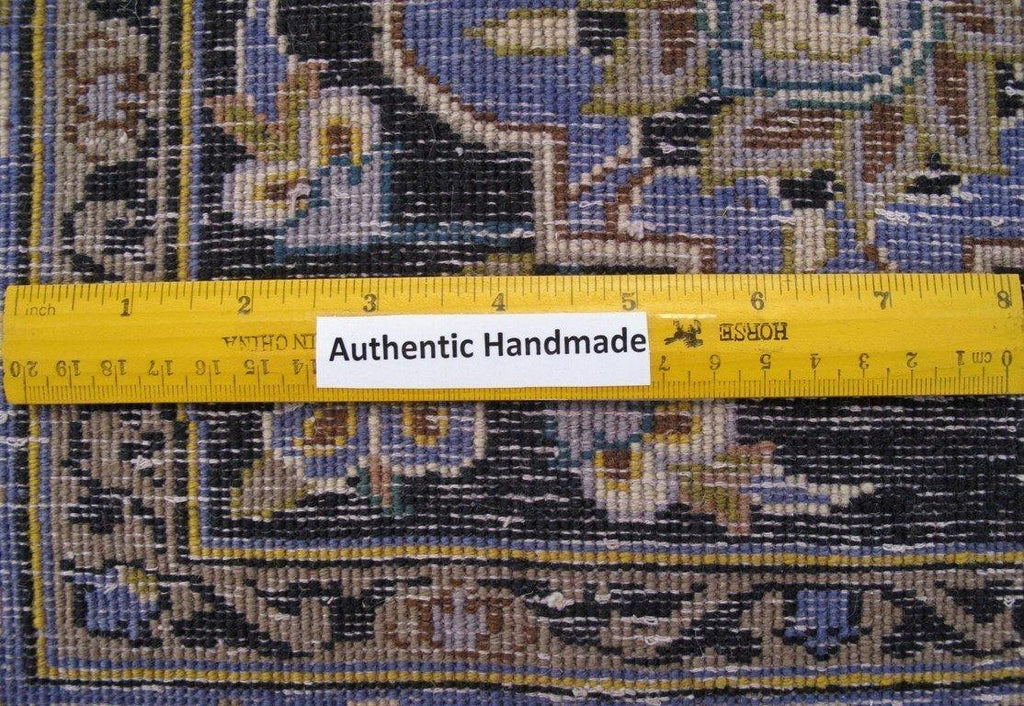 inch 1 2 3 4 5 6 7 8
Authentic Handmade
HORSE
IN CHINA
20 19 18 17 16 15 14 7 6 5 4 3 2 1 cm 0